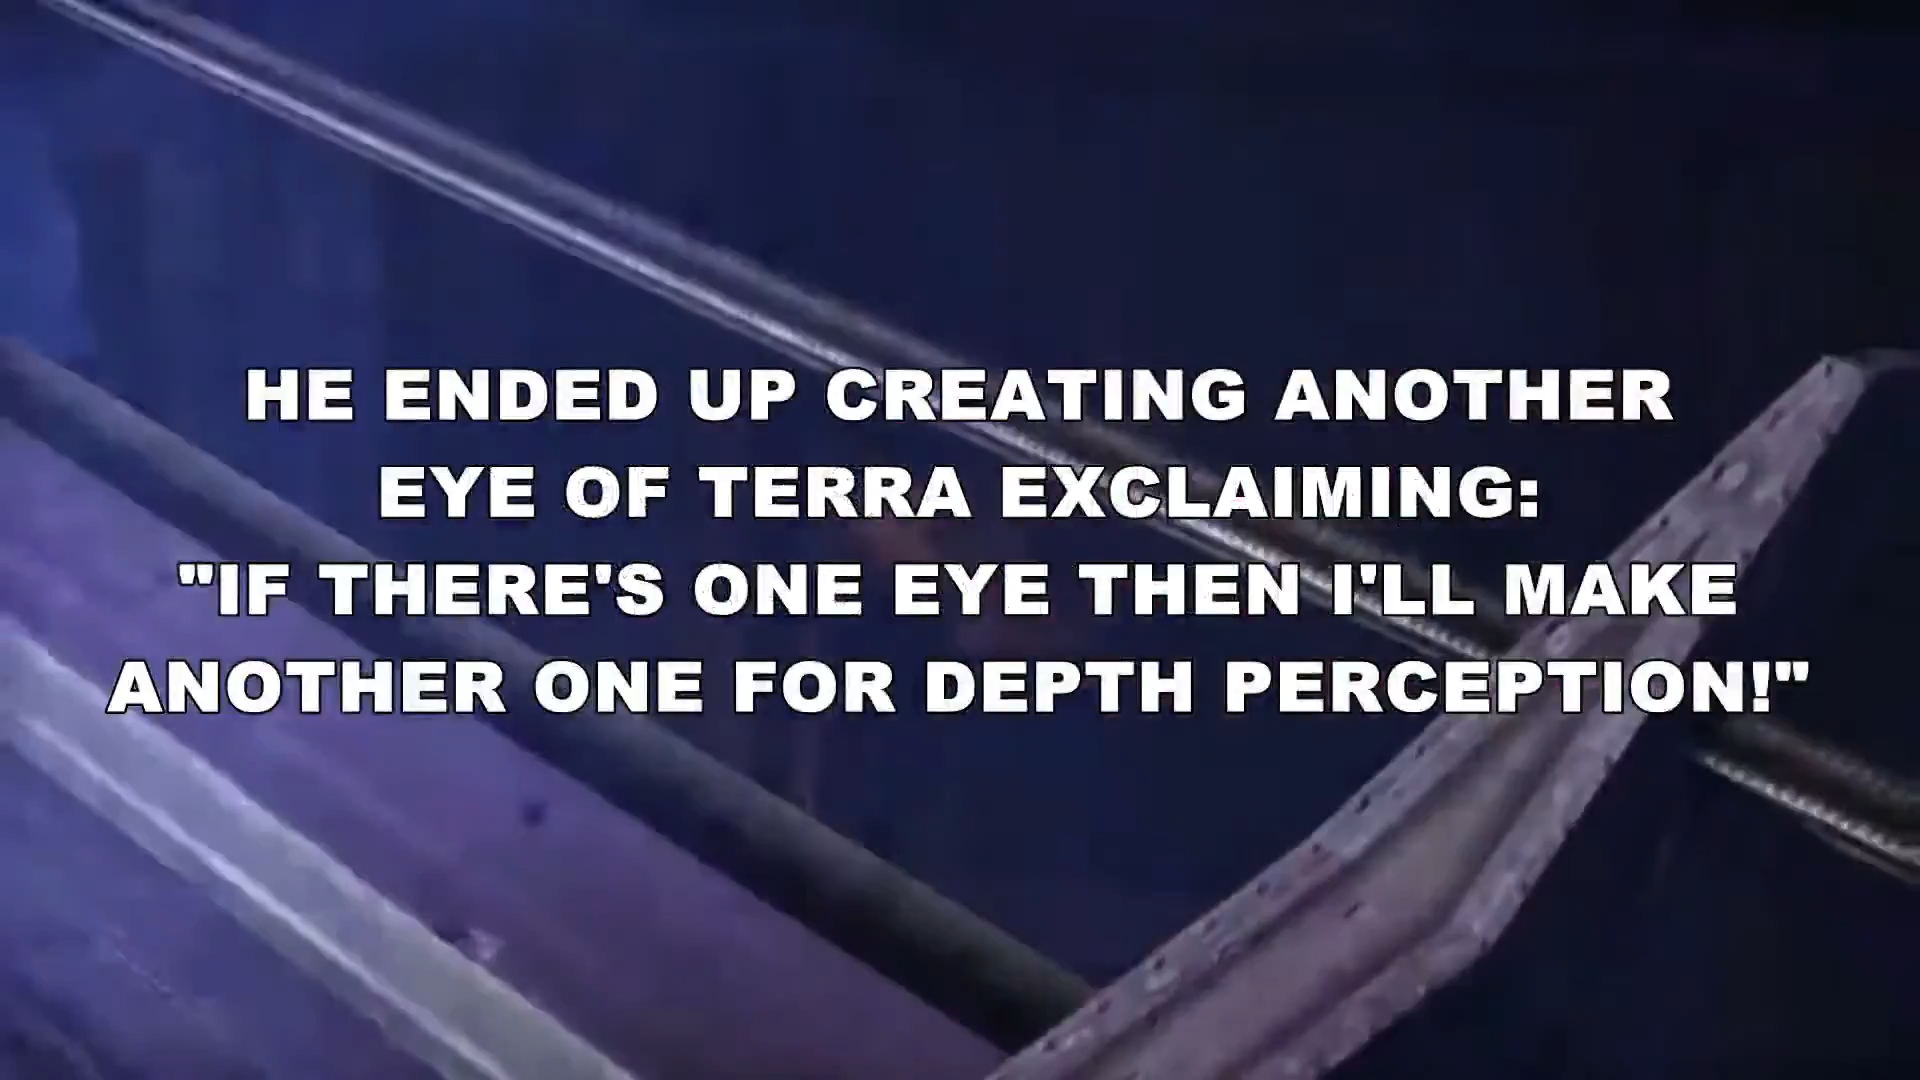 HE ENDED UP CREATING ANOTHER
EYE OF TERRA EXCLAIMING:
"IF THERE'S ONE EYE THEN I'LL MAKE
ANOTHER ONE FOR DEPTH PERCEPTION!"